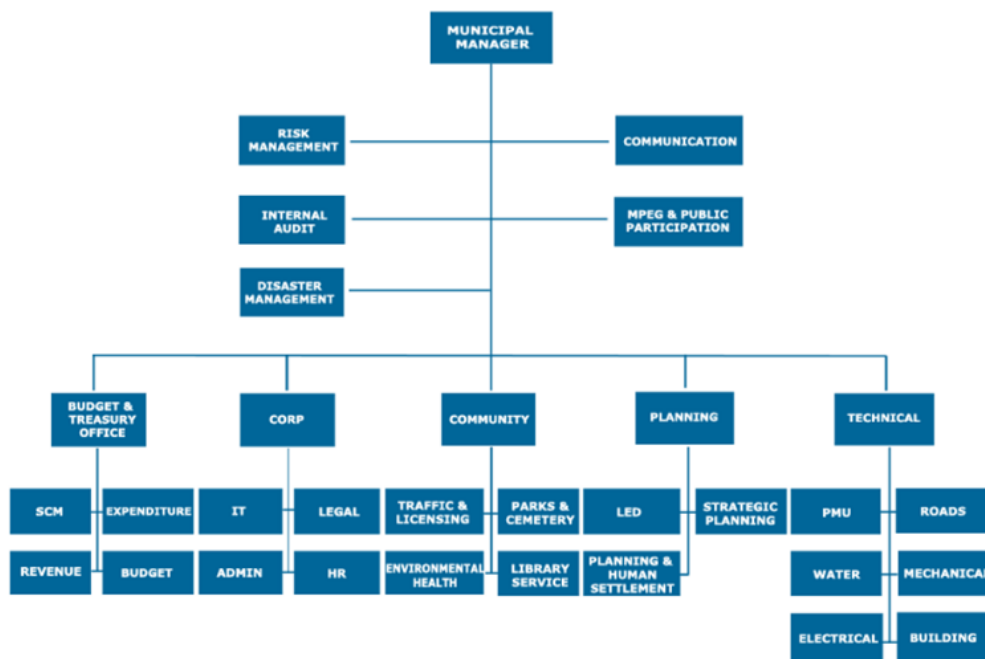 MUNICIPAL
MANAGER
RISK
MANAGEMENT
COMMUNICATION
INTERNAL
AUDIT
MPEG & PUBLIC
PARTICIPATION
DISASTER
MANAGEMENT
BUDGET &
TREASURY
OFFICE
CORP
COMMUNITY
PLANNING
TECHNICAL
SCM
EXPENDITURE
IT
LEGAL
TRAFFIC &
LICENSING
PARKS &
CEMETERY
LED
STRATEGIC
PLANNING
PMU
ROADS
REVENUE
BUDGET
ADMIN
HR
ENVIRONMENTAL
HEALTH
LIBRARY
SERVICE
PLANNING &
HUMAN
SETTLEMENT
WATER
MECHANICAL
ELECTRICAL
BUILDING